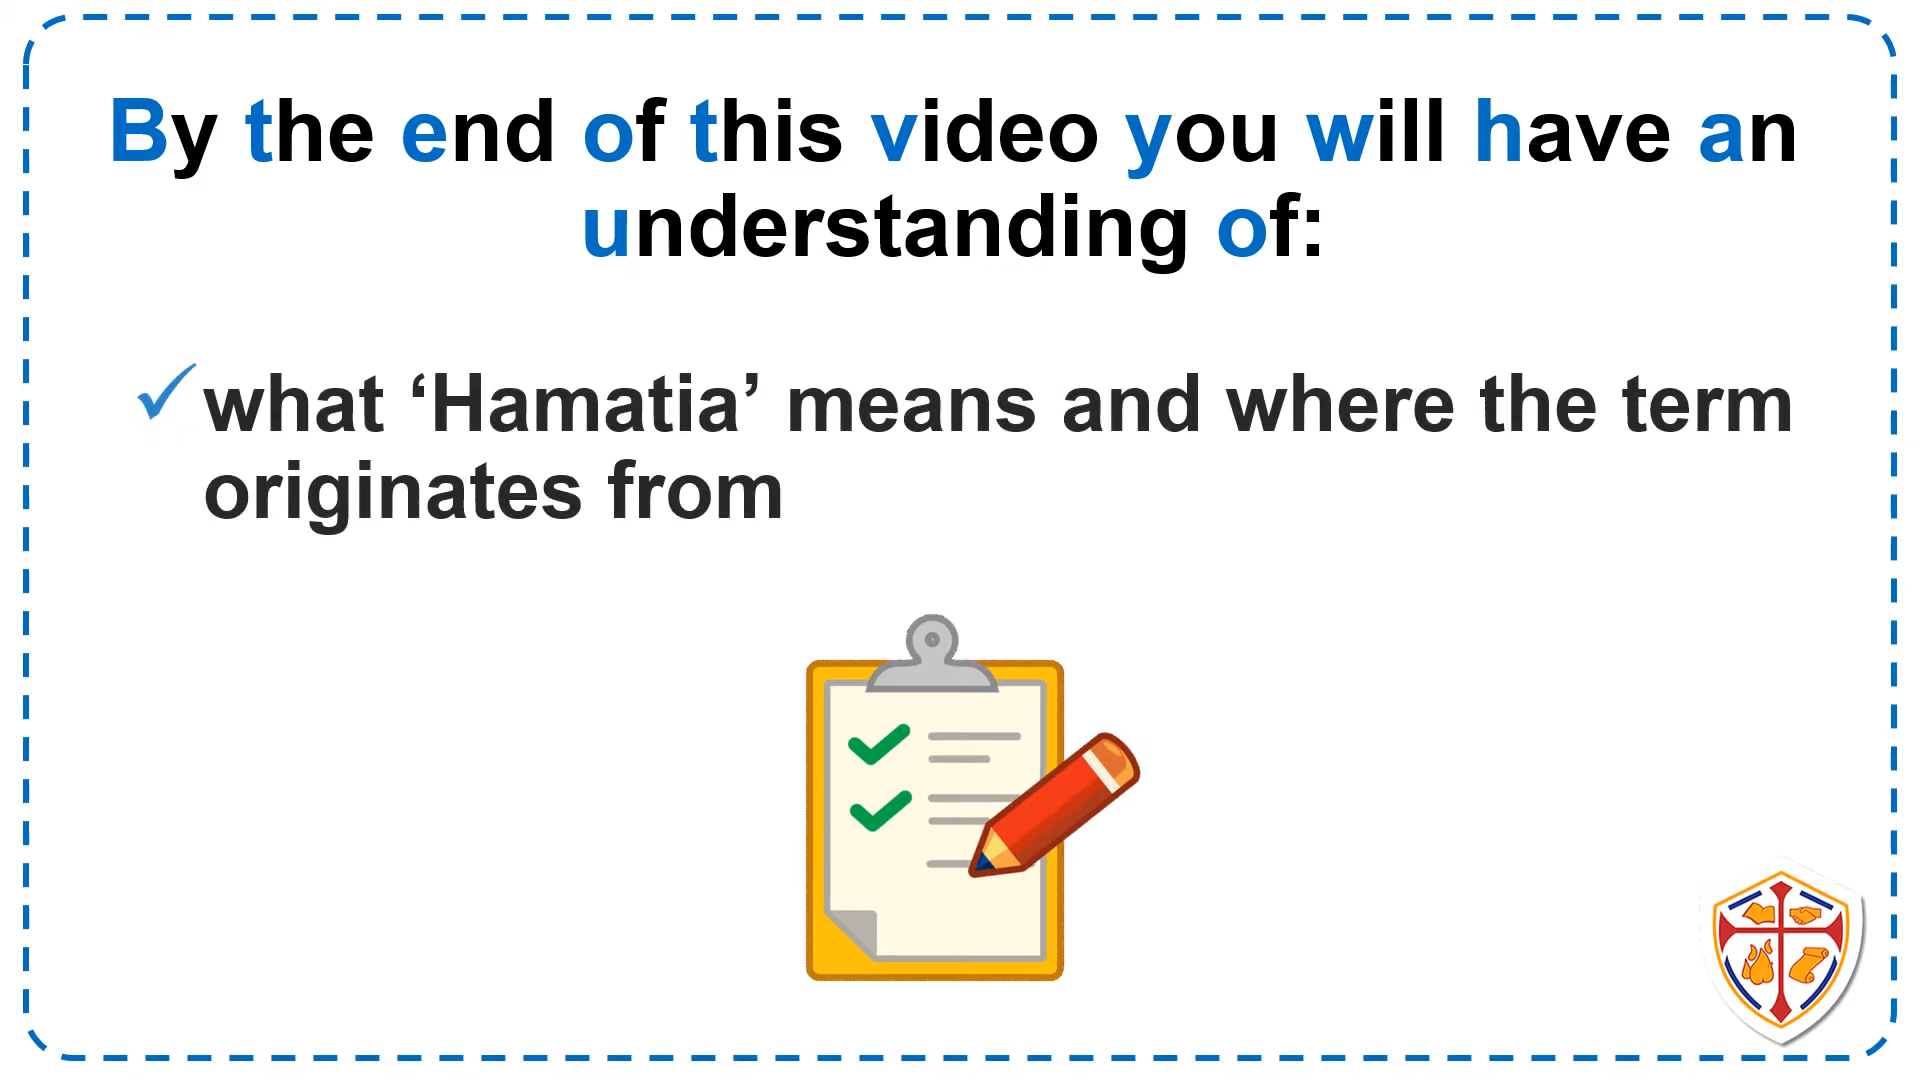 By the end of this video you will have an
understanding of:
what ‘Hamatia’ means and where the term
originates from